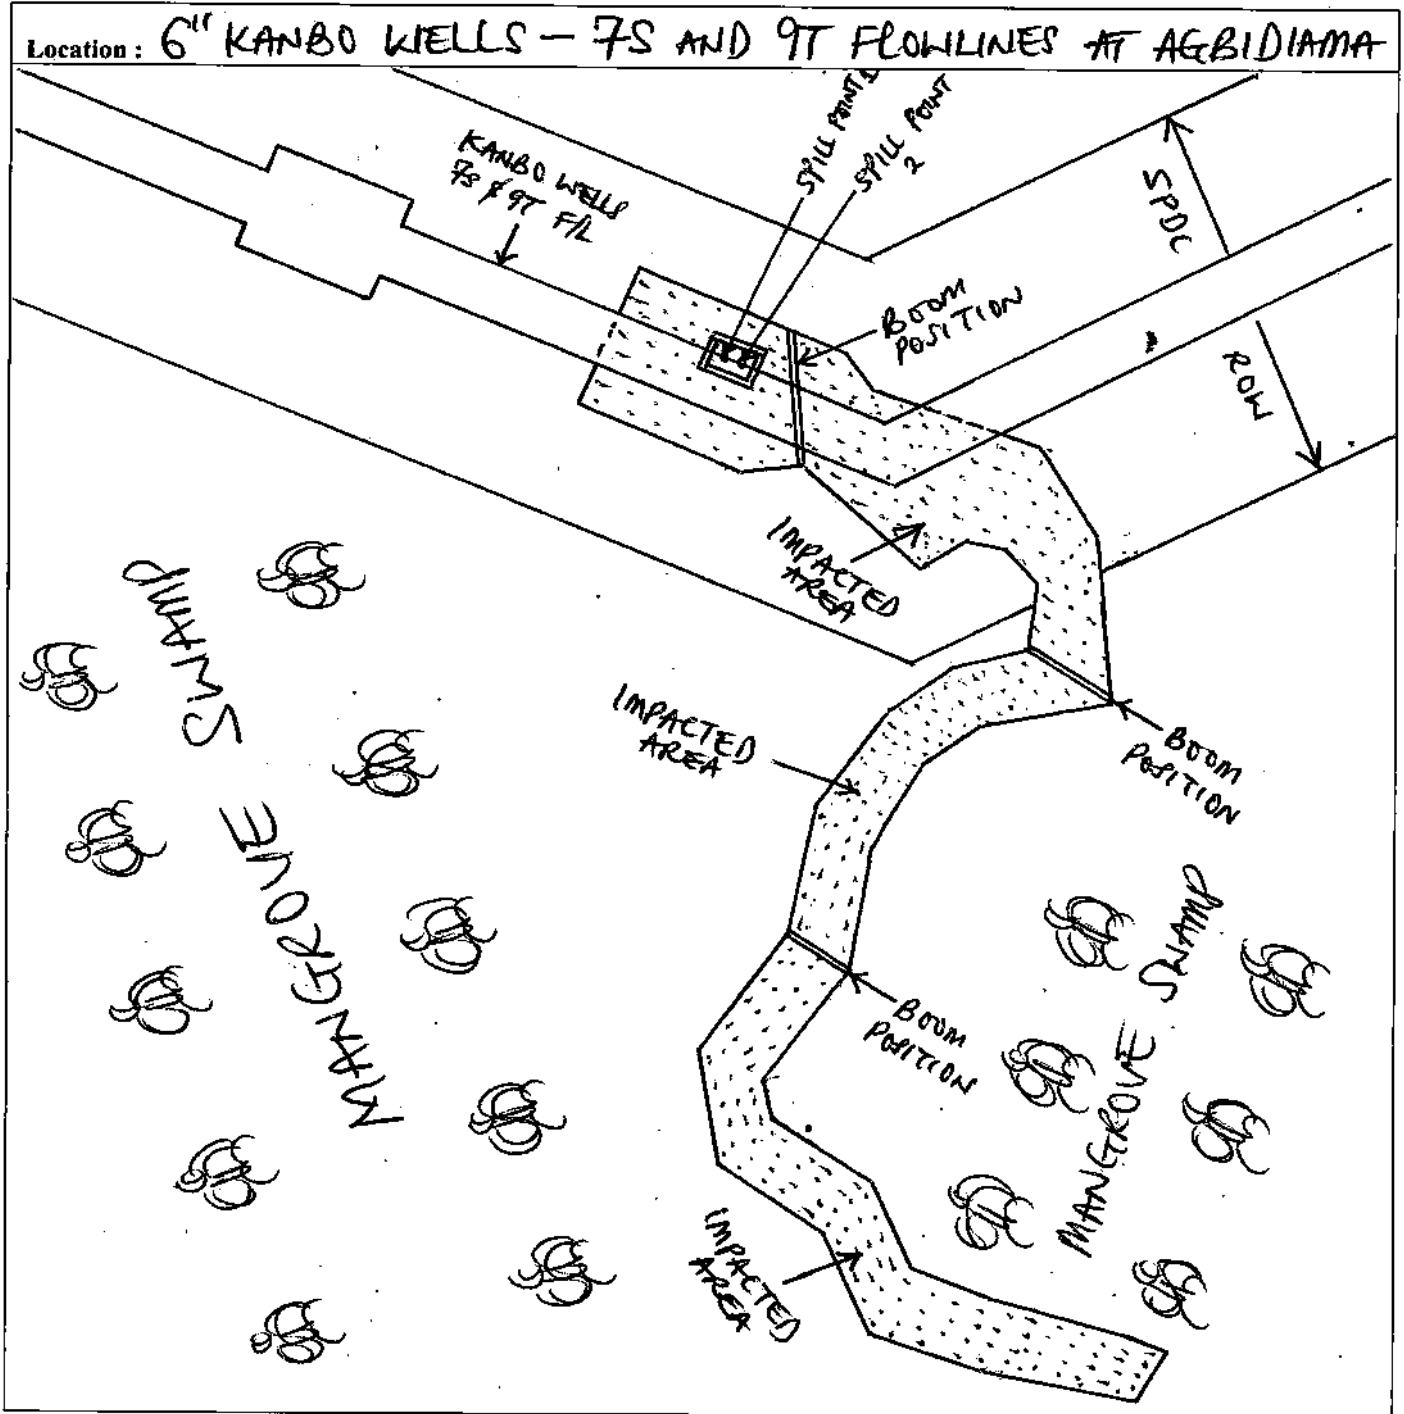 Location : 6" KANBO WELLS - 7S AND 9T FLOWLINES AT AGBIDIAMA
SPILL POINT 1
SPILL POINT
2
KANBO WELLS
7S & 9T F/L
SPDC
ROW
BOOM
POSITION
IMPACTED
AREA
IMPACTED
AREA
BOOM
POSITION
BOOM
POSITION
IMPACTED
AREA
MANGROVE SWAMP
MANGROVE SWAMP